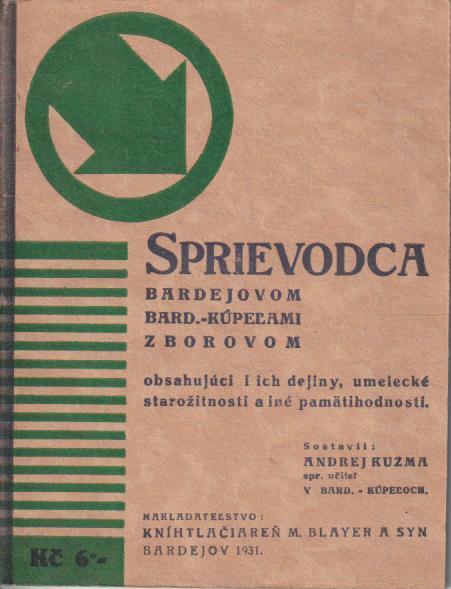 SPRIEVODCA
BARDEJOVOM
BARD.-KÚPEĽAMI
ZBOROVOM
obsahujúci i ich dejiny, umelecké
starožitnosti a iné pamätihodnosti.
Sostavil:
ANDREJ KUZMA
spr. učiteľ
V BARD. - KÚPEĽOCH.
NAKLADATEĽSTVO:
KNÍHTLAČIAREŇ M. BLAYER A SYN
BARDEJOV 1931.
Kč 6·-